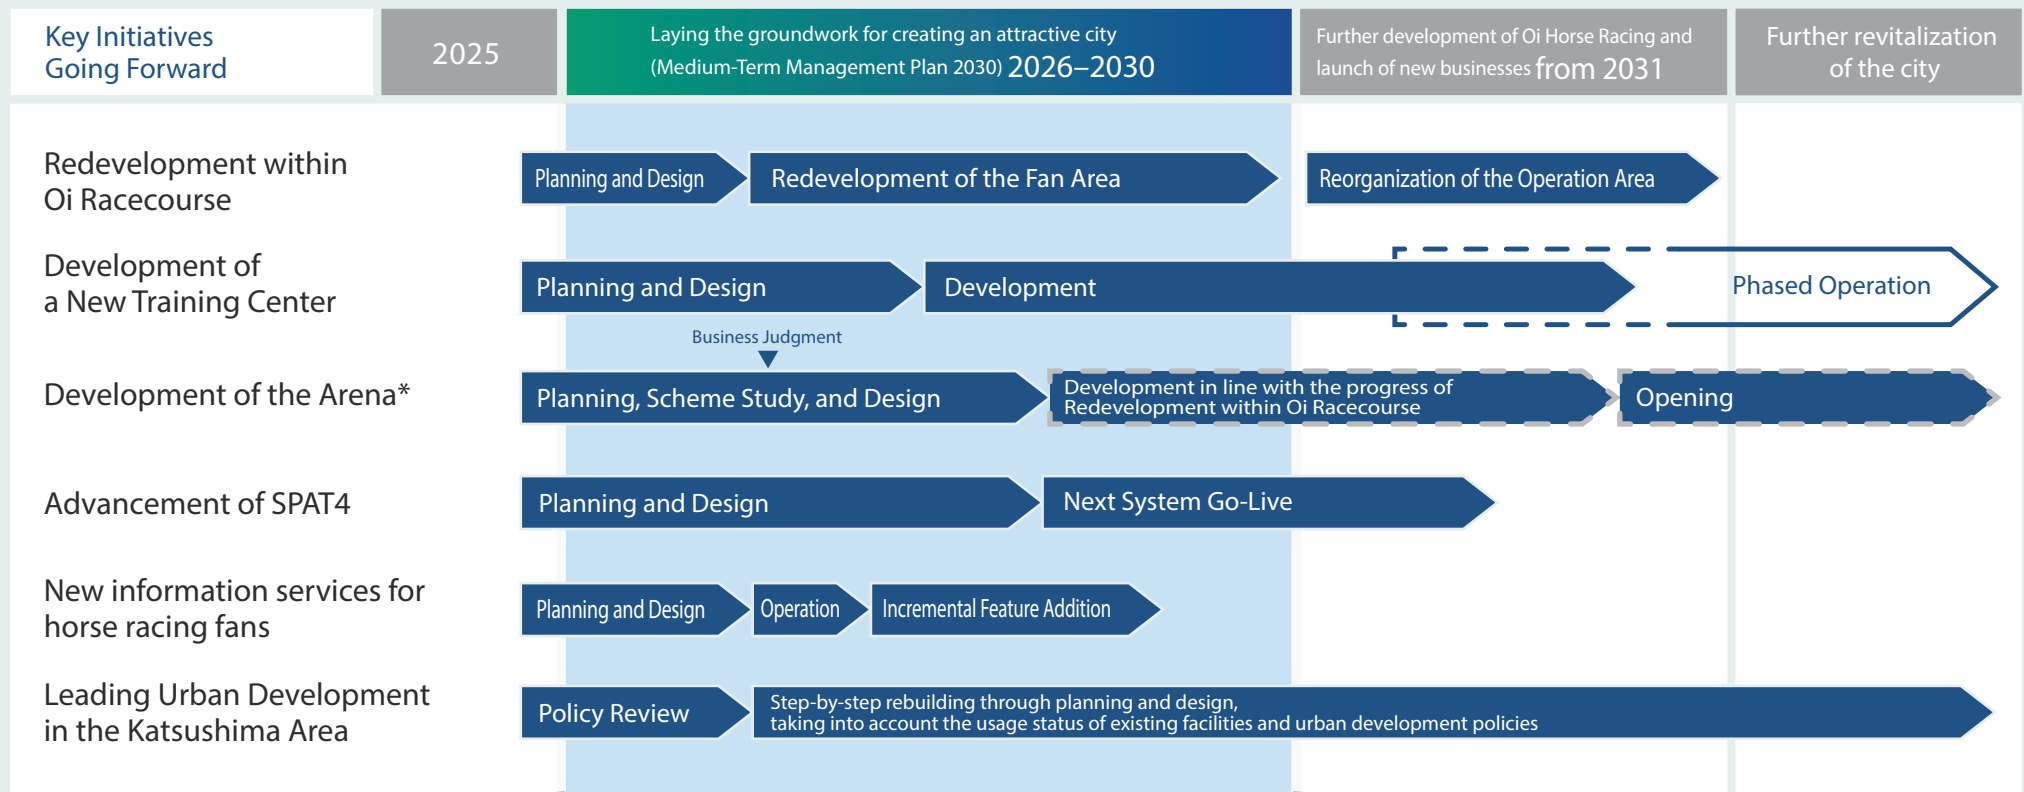 Key Initiatives
Going Forward
2025
Laying the groundwork for creating an attractive city
(Medium-Term Management Plan 2030) 2026–2030
Further development of Oi Horse Racing and
launch of new businesses from 2031
Further revitalization
of the city
Redevelopment within
Oi Racecourse
Planning and Design
Redevelopment of the Fan Area
Reorganization of the Operation Area
Development of
a New Training Center
Planning and Design
Development
Phased Operation
Business Judgment
Development of the Arena*
Planning, Scheme Study, and Design
Development in line with the progress of
Redevelopment within Oi Racecourse
Opening
Advancement of SPAT4
Planning and Design
Next System Go-Live
New information services for
horse racing fans
Planning and Design
Operation
Incremental Feature Addition
Leading Urban Development
in the Katsushima Area
Policy Review
Step-by-step rebuilding through planning and design,
taking into account the usage status of existing facilities and urban development policies